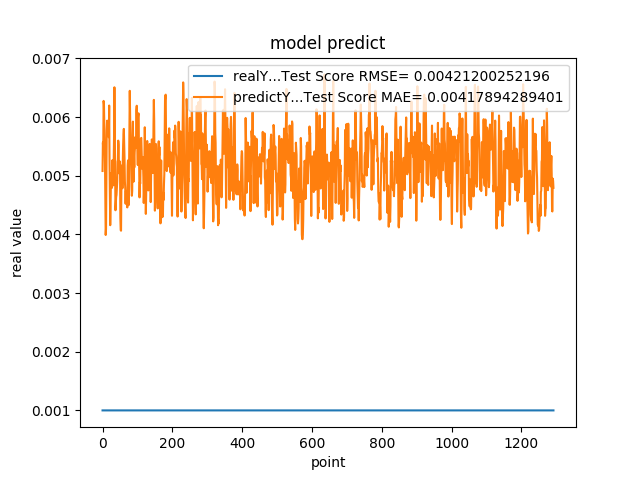 model predict
realY...Test Score RMSE= 0.00421200252196
predictY...Test Score MAE= 0.00417894289401
0.007
0.006
0.005
0.004
0.003
0.002
0.001
real value
0 200 400 600 800 1000 1200
point